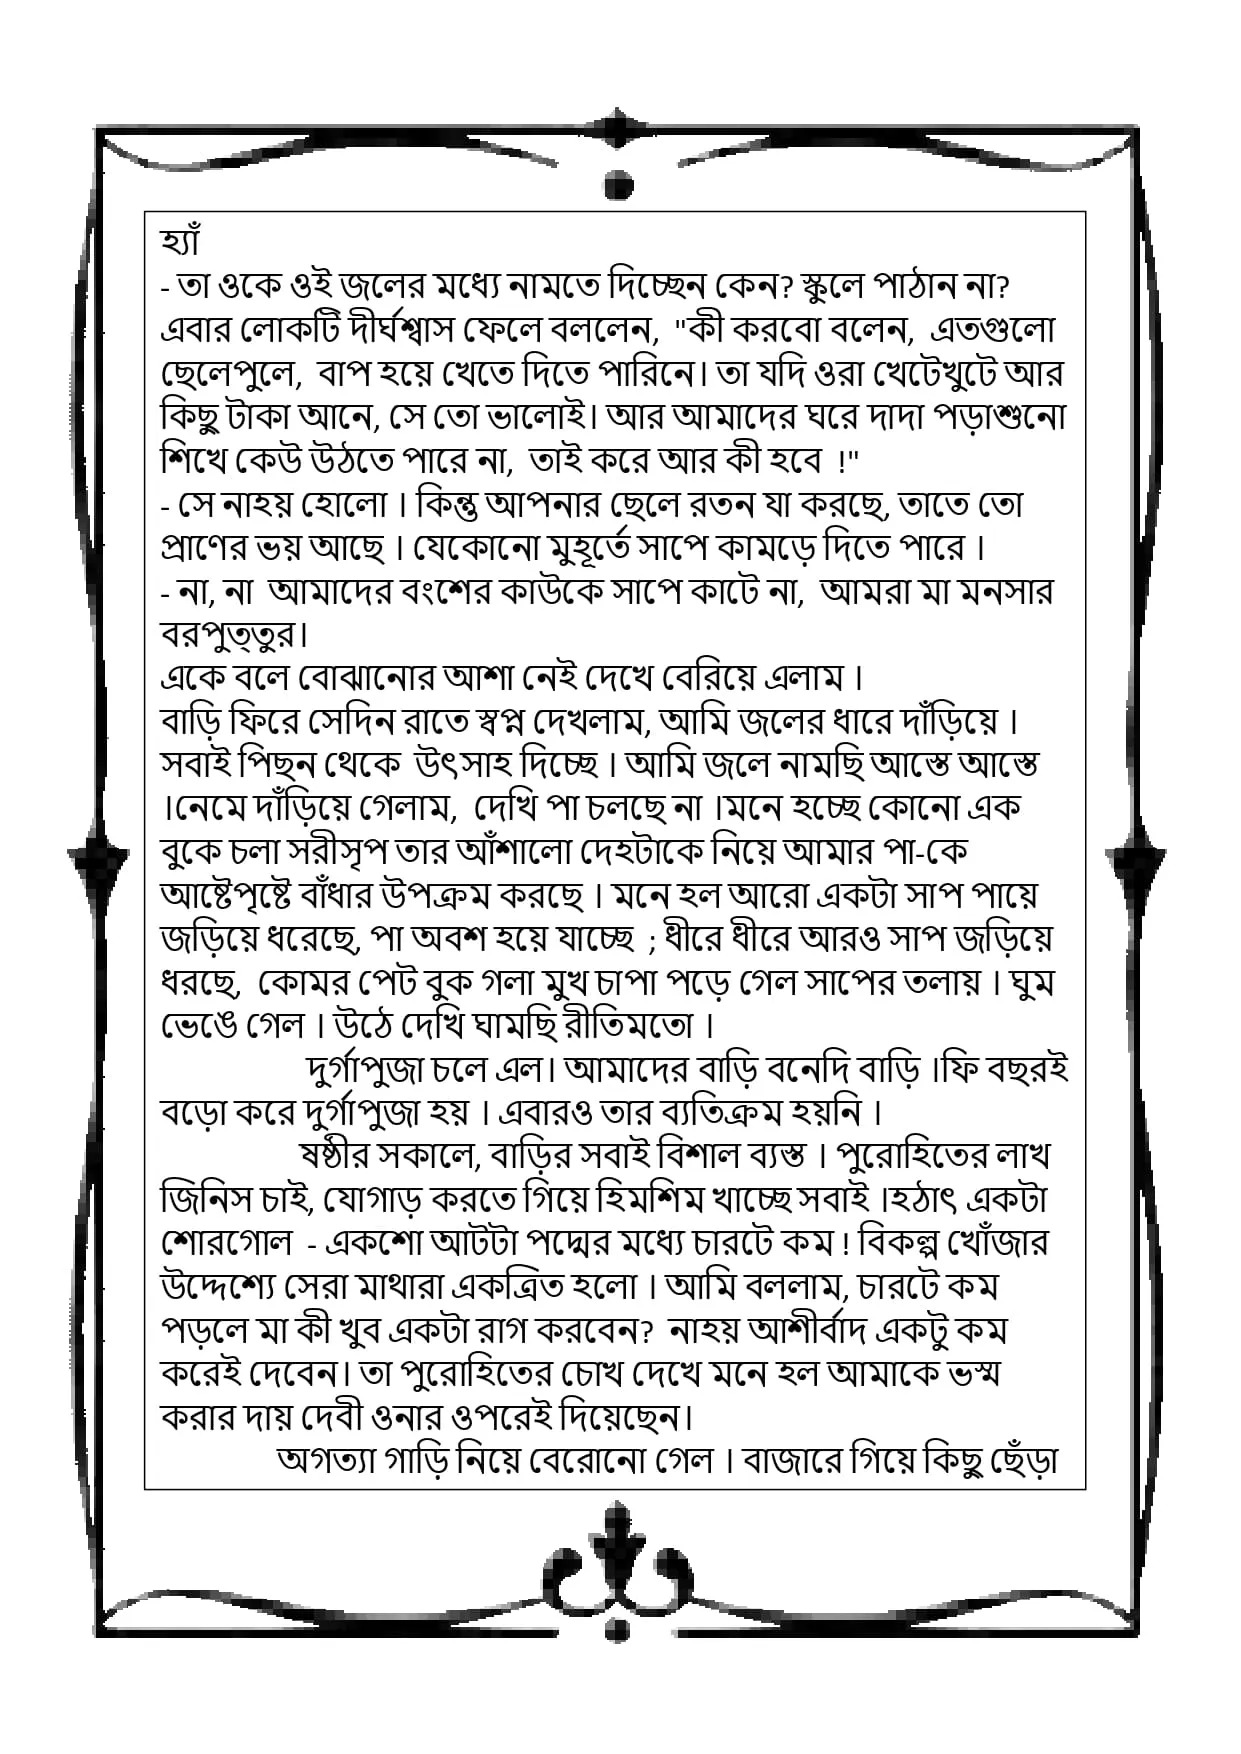 হ্যাঁ
- তা ওকে ওই জলের মধ্যে নামতে দিচ্ছেন কেন? স্কুলে পাঠান না?
এবার লোকটি দীর্ঘশ্বাস ফেলে বললেন, "কী করবো বলেন, এতগুলো
ছেলেপুলে, বাপ হয়ে খেতে দিতে পারিনে। তা যদি ওরা খেটেখুটে আর
কিছু টাকা আনে, সে তো ভালোই। আর আমাদের ঘরে দাদা পড়াশুনো
শিখে কেউ উঠতে পারে না, তাই করে আর কী হবে !"
- সে নাহয় হোলো । কিন্তু আপনার ছেলে রতন যা করছে, তাতে তো
প্রাণের ভয় আছে । যেকোনো মুহূর্তে সাপে কামড়ে দিতে পারে ।
- না, না আমাদের বংশের কাউকে সাপে কাটে না, আমরা মা মনসার
বরপুত্তুর।
একে বলে বোঝানোর আশা নেই দেখে বেরিয়ে এলাম ।
বাড়ি ফিরে সেদিন রাতে স্বপ্ন দেখলাম, আমি জলের ধারে দাঁড়িয়ে ।
সবাই পিছন থেকে উৎসাহ দিচ্ছে । আমি জলে নামছি আস্তে আস্তে
।নেমে দাঁড়িয়ে গেলাম, দেখি পা চলছে না ।মনে হচ্ছে কোনো এক
বুকে চলা সরীসৃপ তার আঁশালো দেহটাকে নিয়ে আমার পা-কে
আষ্টেপৃষ্টে বাঁধার উপক্রম করছে । মনে হল আরো একটা সাপ পায়ে
জড়িয়ে ধরেছে, পা অবশ হয়ে যাচ্ছে ; ধীরে ধীরে আরও সাপ জড়িয়ে
ধরছে, কোমর পেট বুক গলা মুখ চাপা পড়ে গেল সাপের তলায় । ঘুম
ভেঙে গেল । উঠে দেখি ঘামছি রীতিমতো ।
দুর্গাপুজা চলে এল। আমাদের বাড়ি বনেদি বাড়ি ।ফি বছরই
বড়ো করে দুর্গাপুজা হয় । এবারও তার ব্যতিক্রম হয়নি ।
ষষ্ঠীর সকালে, বাড়ির সবাই বিশাল ব্যস্ত । পুরোহিতের লাখ
জিনিস চাই, যোগাড় করতে গিয়ে হিমশিম খাচ্ছে সবাই ।হঠাৎ একটা
শোরগোল - একশো আটটা পদ্মের মধ্যে চারটে কম ! বিকল্প খোঁজার
উদ্দেশ্যে সেরা মাথারা একত্রিত হলো । আমি বললাম, চারটে কম
পড়লে মা কী খুব একটা রাগ করবেন? নাহয় আশীর্বাদ একটু কম
করেই দেবেন। তা পুরোহিতের চোখ দেখে মনে হল আমাকে ভস্ম
করার দায় দেবী ওনার ওপরেই দিয়েছেন।
অগত্যা গাড়ি নিয়ে বেরোনো গেল । বাজারে গিয়ে কিছু ছেঁড়া